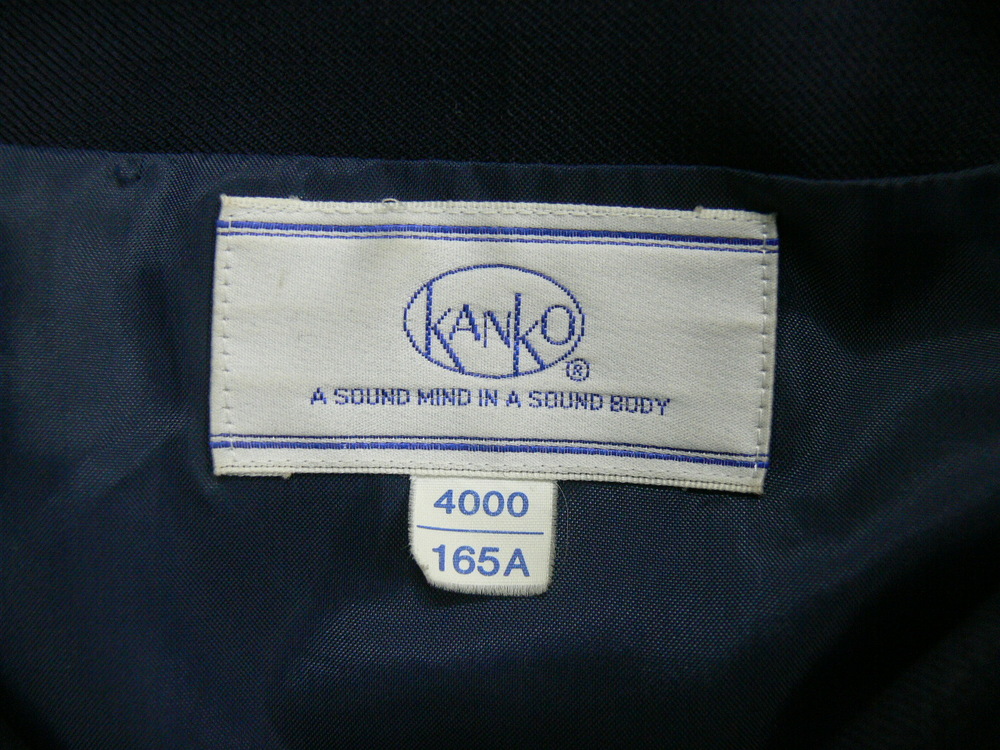 KANKO
®
A SOUND MIND IN A SOUND BODY
4000
165A